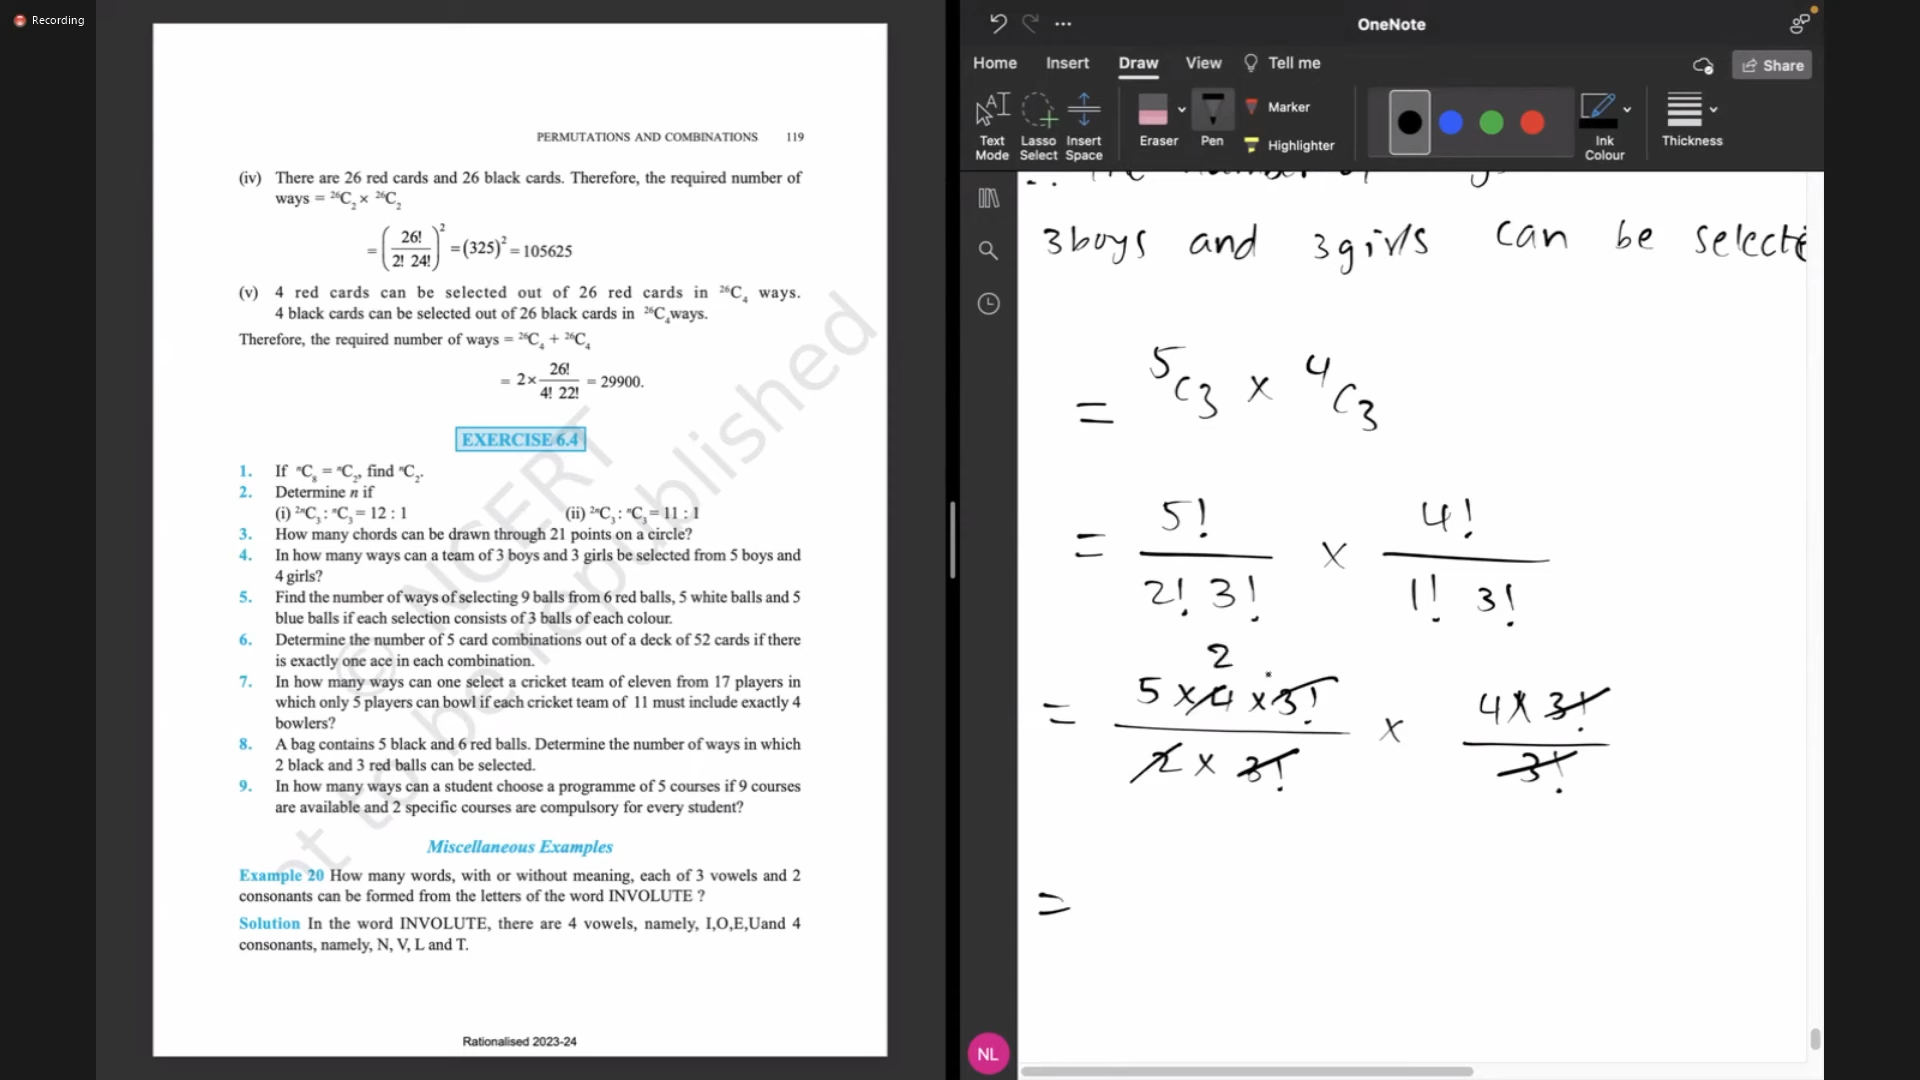 Recording
PERMUTATIONS AND COMBINATIONS 119
(iv) There are 26 red cards and 26 black cards. Therefore, the required number of
ways = ²⁶C₂ × ²⁶C₂
= (26! / 2! 24!)² = (325)² = 105625
(v) 4 red cards can be selected out of 26 red cards in ²⁶C₄ ways.
4 black cards can be selected out of 26 black cards in ²⁶C₄ways.
Therefore, the required number of ways = ²⁶C₄ + ²⁶C₄
= 2× 26! / 4! 22! = 29900.
EXERCISE 6.4
1. If ⁿC₈ = ⁿC₂, find ⁿC₂.
2. Determine n if
(i) ²ⁿC₃ : ⁿC₃ = 12 : 1 (ii) ²ⁿC₃ : ⁿC₃ = 11 : 1
3. How many chords can be drawn through 21 points on a circle?
4. In how many ways can a team of 3 boys and 3 girls be selected from 5 boys and
4 girls?
5. Find the number of ways of selecting 9 balls from 6 red balls, 5 white balls and 5
blue balls if each selection consists of 3 balls of each colour.
6. Determine the number of 5 card combinations out of a deck of 52 cards if there
is exactly one ace in each combination.
7. In how many ways can one select a cricket team of eleven from 17 players in
which only 5 players can bowl if each cricket team of 11 must include exactly 4
bowlers?
8. A bag contains 5 black and 6 red balls. Determine the number of ways in which
2 black and 3 red balls can be selected.
9. In how many ways can a student choose a programme of 5 courses if 9 courses
are available and 2 specific courses are compulsory for every student?
Miscellaneous Examples
Example 20 How many words, with or without meaning, each of 3 vowels and 2
consonants can be formed from the letters of the word INVOLUTE ?
Solution In the word INVOLUTE, there are 4 vowels, namely, I,O,E,Uand 4
consonants, namely, N, V, L and T.
Rationalised 2023-24
© NCERT
not to be republished
OneNote
Home Insert Draw View Tell me
Share
Text Mode
Lasso Select
Insert Space
Eraser
Pen
Marker
Highlighter
Ink Colour
Thickness
3 boys and 3 girls can be selecte
= ⁵C₃ × ⁴C₃
= 5! / 2! 3! × 4! / 1! 3!
2
= 5 × 4 × 3! / 2 × 3! × 4 × 3! / 3!
=
NL